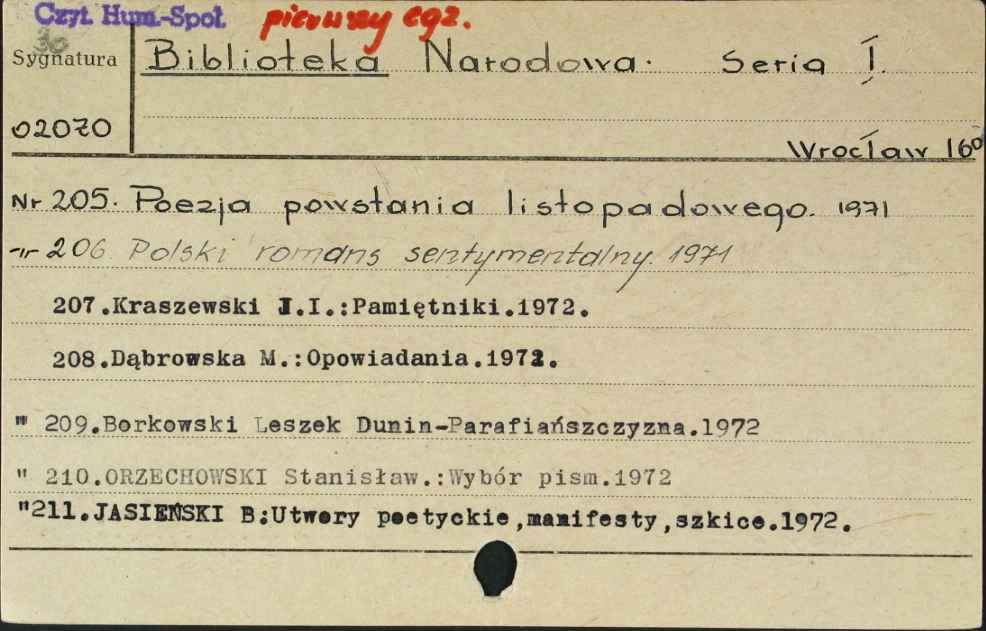 Czyt. Hum.-Społ.
pierwszy egz.
36
Sygnatura
Biblioteka Narodowa. Seria I.
02070
Wrocław 16⁰
Nr 205. Poezja powstania listopadowego. 1971
-"- 206. Polski romans sentymentalny. 1971
207.Kraszewski J.I.:Pamiętniki.1972.
208.Dąbrowska M.:Opowiadania.1972.
" 209.Borkowski Leszek Dunin-Parafiańszczyzna.1972
" 210.ORZECHOWSKI Stanisław.:Wybór pism.1972
"211.JASIEŃSKI B:Utwory poetyckie,manifesty,szkice.1972.